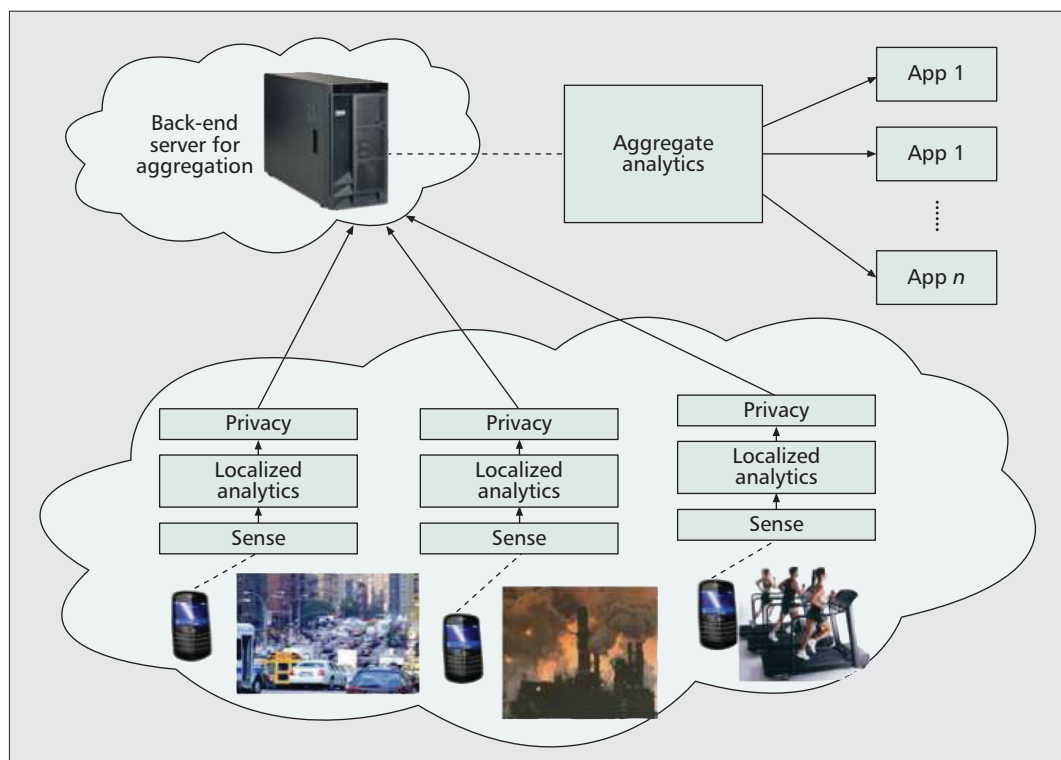 Back-end
server for
aggregation
Aggregate
analytics
App 1
App 1
App n
Privacy
Localized
analytics
Sense
Privacy
Localized
analytics
Sense
Privacy
Localized
analytics
Sense